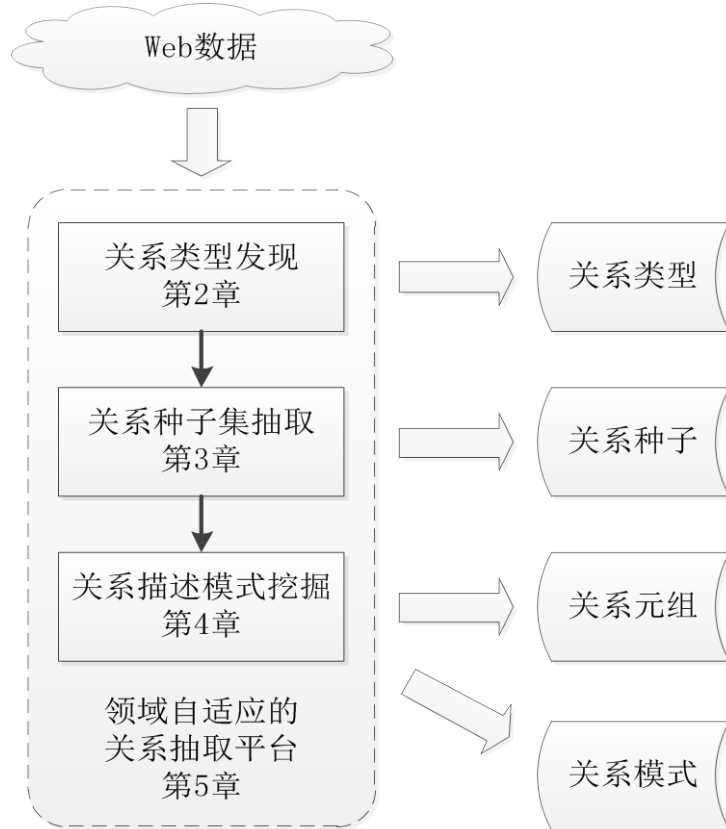 Web数据
关系类型发现
第2章
关系类型
关系种子集抽取
第3章
关系种子
关系描述模式挖掘
第4章
关系元组
领域自适应的
关系抽取平台
第5章
关系模式